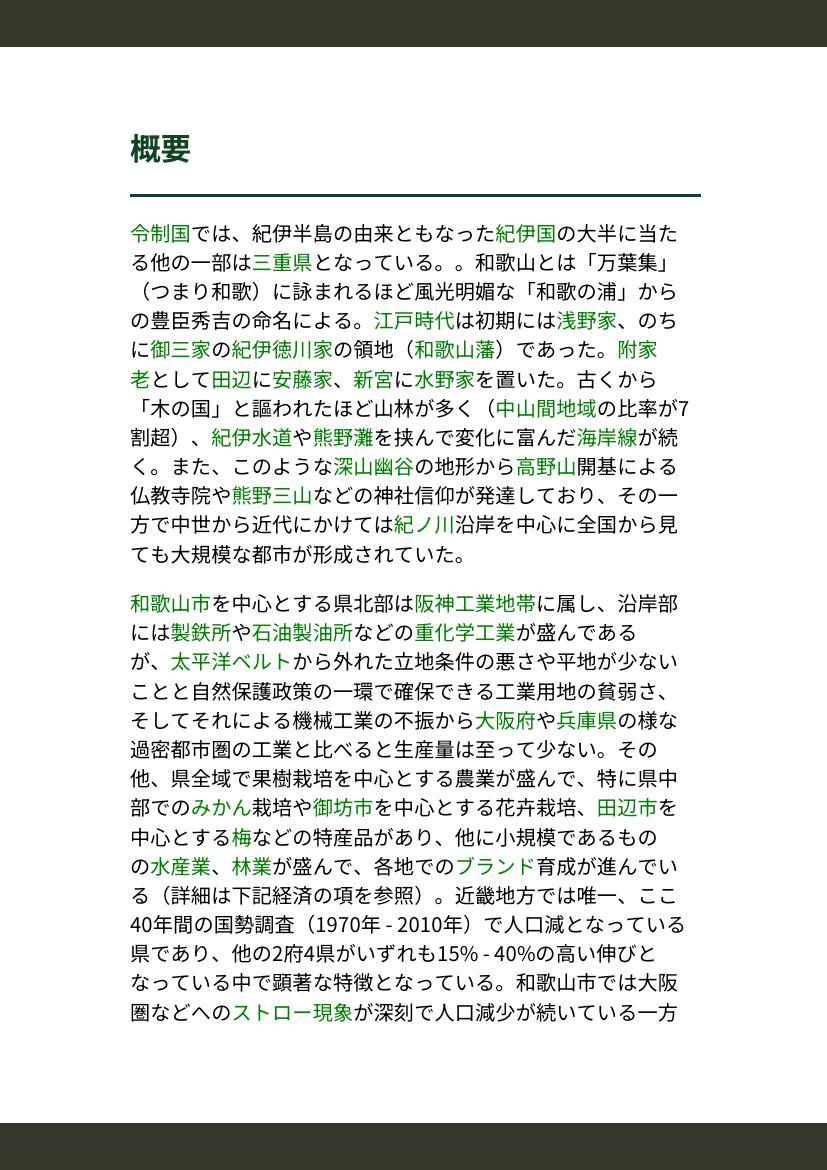 概要
令制国では、紀伊半島の由来ともなった紀伊国の大半に当た
る他の一部は三重県となっている。。和歌山とは「万葉集」
（つまり和歌）に詠まれるほど風光明媚な「和歌の浦」から
の豊臣秀吉の命名による。江戸時代は初期には浅野家、のち
に御三家の紀伊徳川家の領地（和歌山藩）であった。附家
老として田辺に安藤家、新宮に水野家を置いた。古くから
「木の国」と謳われたほど山林が多く（中山間地域の比率が7
割超）、紀伊水道や熊野灘を挟んで変化に富んだ海岸線が続
く。また、このような深山幽谷の地形から高野山開基による
仏教寺院や熊野三山などの神社信仰が発達しており、その一
方で中世から近代にかけては紀ノ川沿岸を中心に全国から見
ても大規模な都市が形成されていた。
和歌山市を中心とする県北部は阪神工業地帯に属し、沿岸部
には製鉄所や石油製油所などの重化学工業が盛んである
が、太平洋ベルトから外れた立地条件の悪さや平地が少ない
ことと自然保護政策の一環で確保できる工業用地の貧弱さ、
そしてそれによる機械工業の不振から大阪府や兵庫県の様な
過密都市圏の工業と比べると生産量は至って少ない。その
他、県全域で果樹栽培を中心とする農業が盛んで、特に県中
部でのみかん栽培や御坊市を中心とする花卉栽培、田辺市を
中心とする梅などの特産品があり、他に小規模であるもの
の水産業、林業が盛んで、各地でのブランド育成が進んでい
る（詳細は下記経済の項を参照）。近畿地方では唯一、ここ
40年間の国勢調査（1970年 - 2010年）で人口減となっている
県であり、他の2府4県がいずれも15% - 40%の高い伸びと
なっている中で顕著な特徴となっている。和歌山市では大阪
圏などへのストロー現象が深刻で人口減少が続いている一方